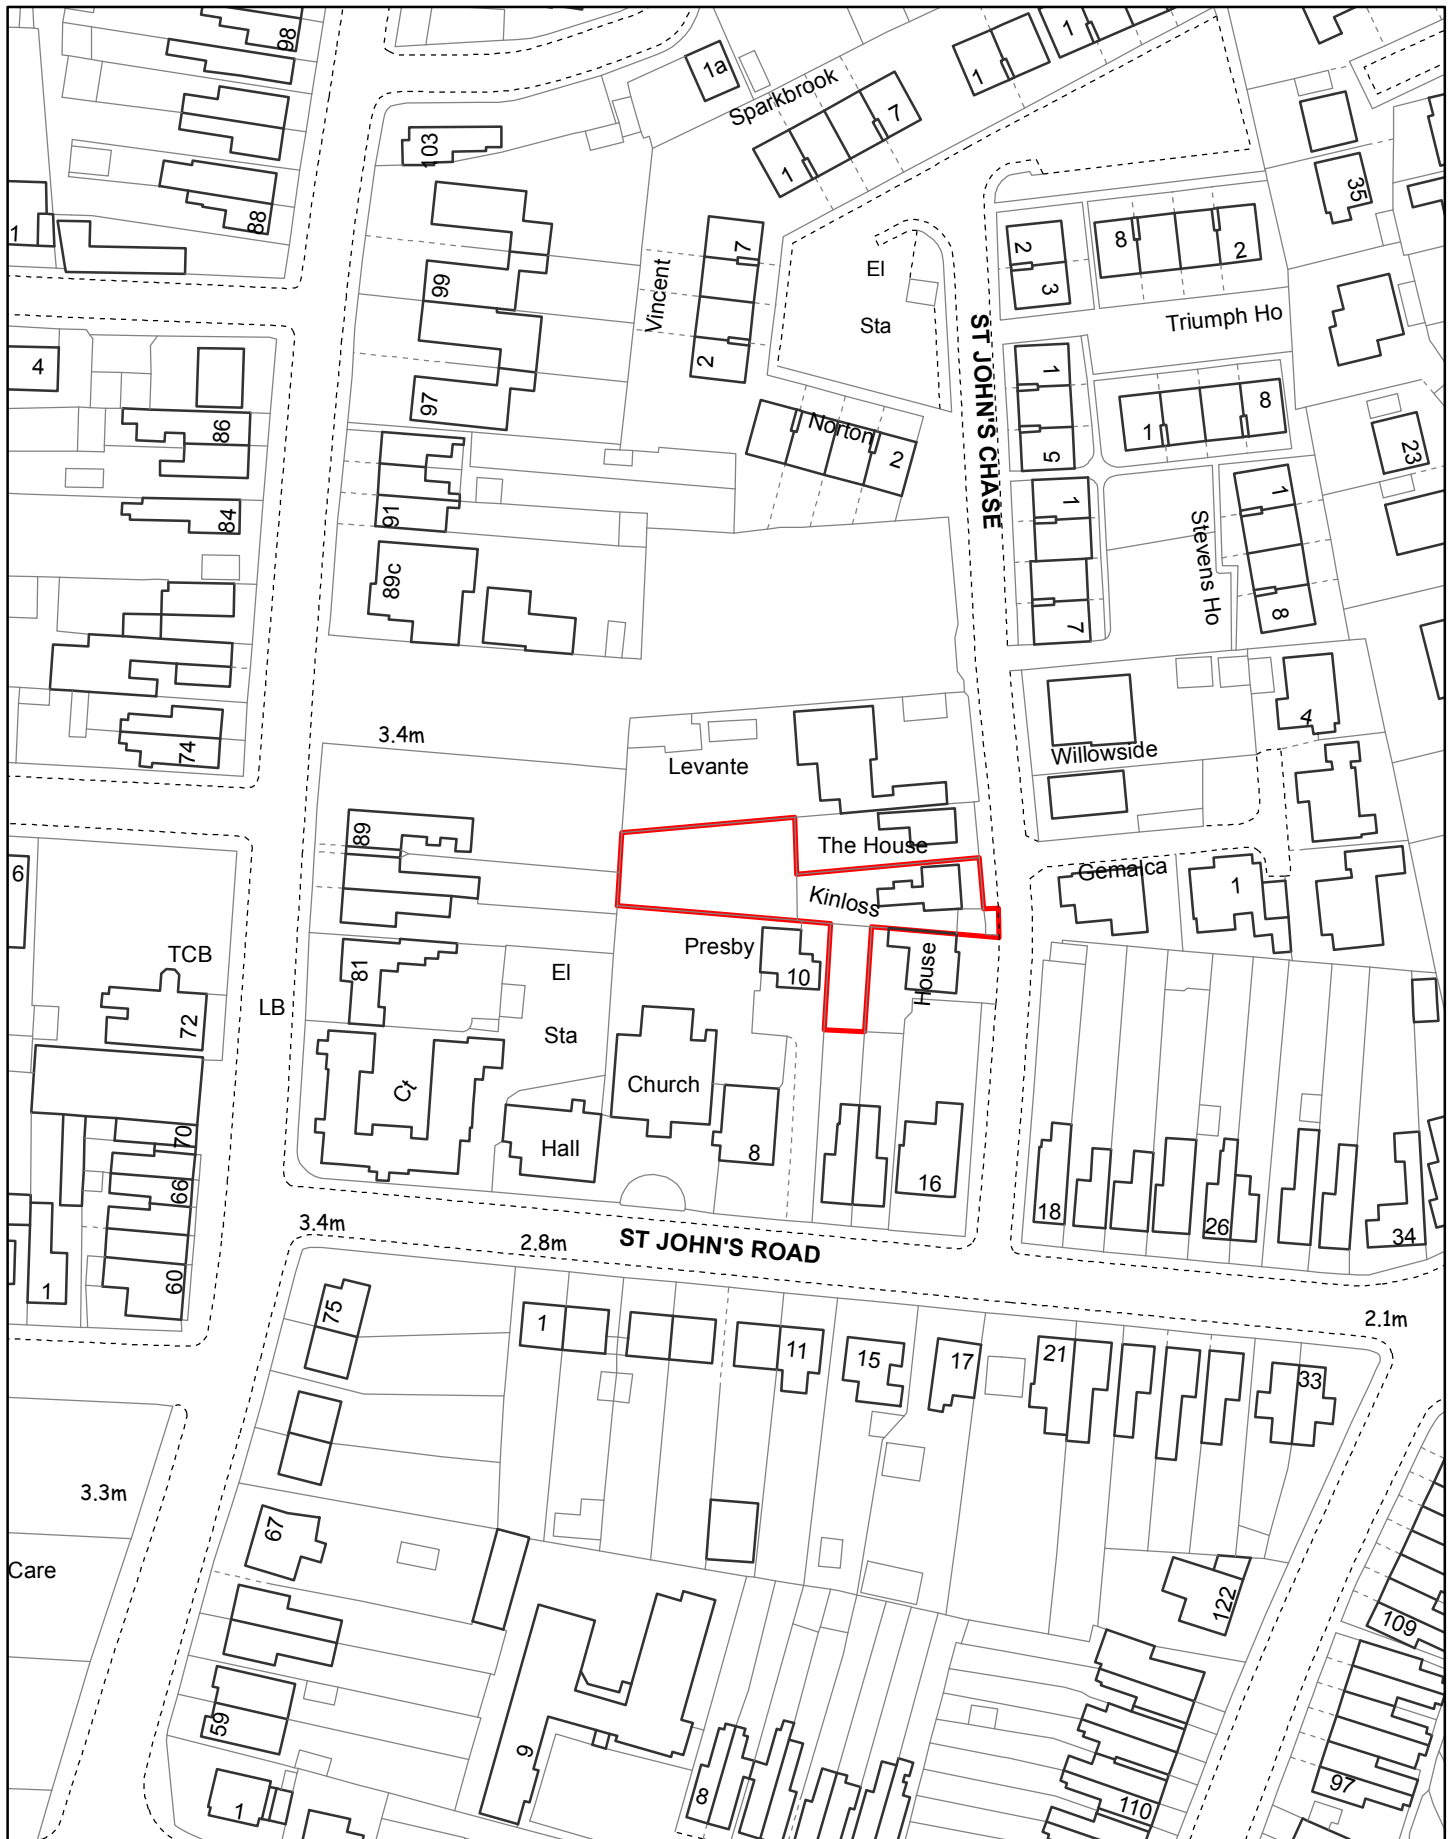 98
1a
Sparkbrook
1
1
7
1
103
88
1
35
7
Vincent
99
El
Sta
2
3
8
2
Triumph Ho
ST JOHN'S CHASE
4
2
97
1
5
1
8
86
Norton
2
23
91
84
1
Stevens Ho
1
89c
7
8
3.4m
74
Levante
Willowside
4
89
The House
6
Kinloss
Gemalca
1
TCB
81
El
Presby
10
House
LB
72
Sta
Ct
Church
8
Hall
70
66
16
18
26
34
60
1
3.4m
2.8m
ST JOHN'S ROAD
2.1m
75
1
11
15
17
21
33
3.3m
67
Care
122
109
59
9
8
1
110
97